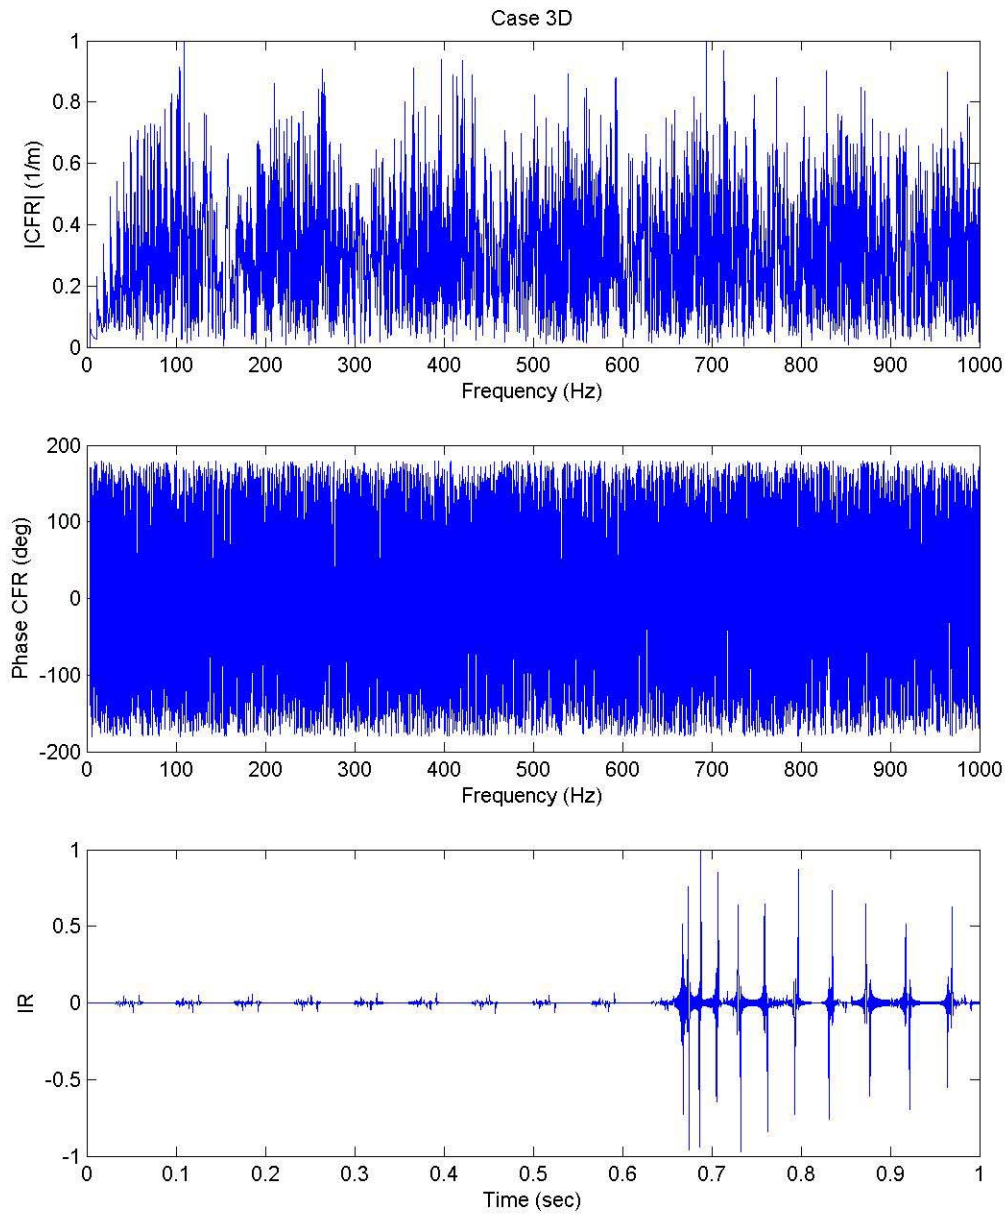 Case 3D
1
0.8
0.6
0.4
0.2
0
|CFR| (1/m)
0 100 200 300 400 500 600 700 800 900 1000
Frequency (Hz)
200
100
0
-100
-200
Phase CFR (deg)
0 100 200 300 400 500 600 700 800 900 1000
Frequency (Hz)
1
0.5
0
-0.5
-1
IR
0 0.1 0.2 0.3 0.4 0.5 0.6 0.7 0.8 0.9 1
Time (sec)